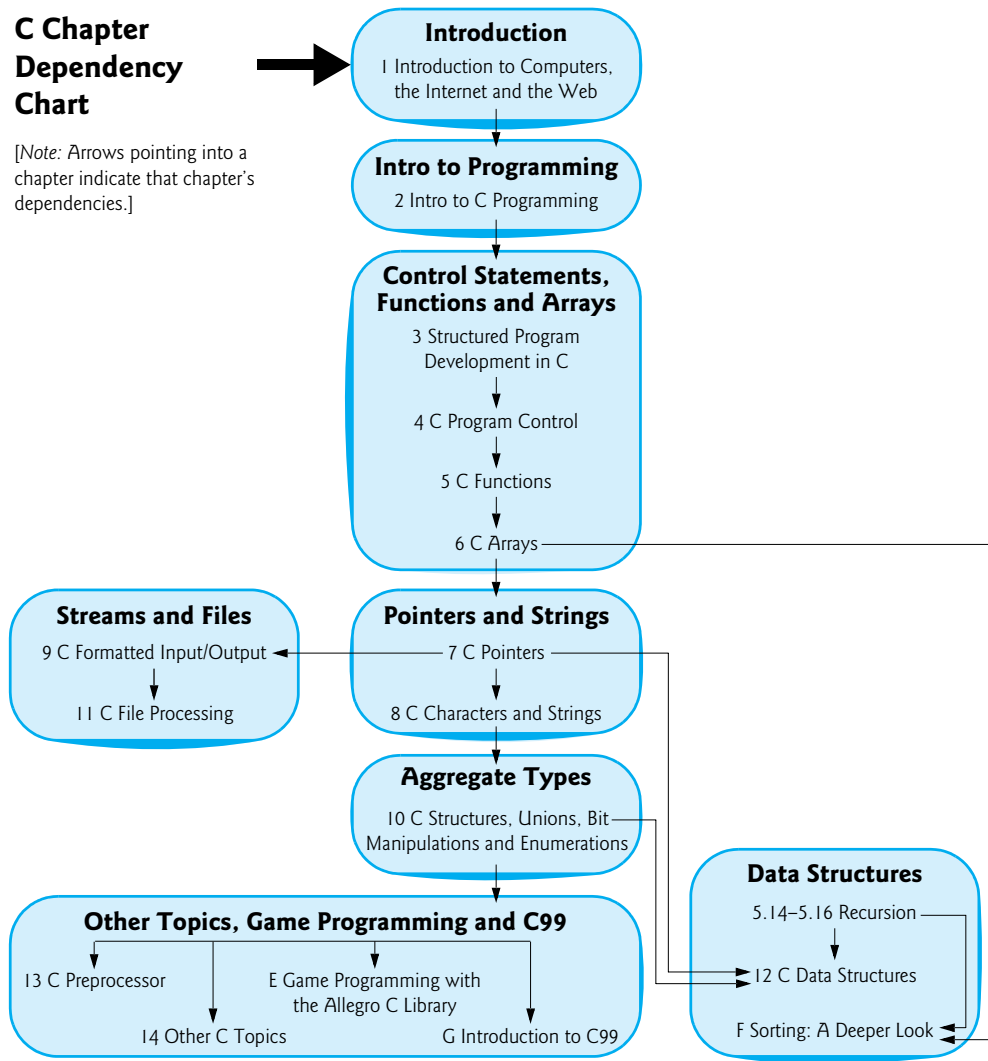 C Chapter
Dependency
Chart
[Note: Arrows pointing into a
chapter indicate that chapter's
dependencies.]
Introduction
1 Introduction to Computers,
the Internet and the Web
Intro to Programming
2 Intro to C Programming
Control Statements,
Functions and Arrays
3 Structured Program
Development in C
4 C Program Control
5 C Functions
6 C Arrays
Streams and Files
9 C Formatted Input/Output
11 C File Processing
Pointers and Strings
7 C Pointers
8 C Characters and Strings
Aggregate Types
10 C Structures, Unions, Bit
Manipulations and Enumerations
Other Topics, Game Programming and C99
13 C Preprocessor
E Game Programming with
the Allegro C Library
14 Other C Topics
G Introduction to C99
Data Structures
5.14–5.16 Recursion
12 C Data Structures
F Sorting: A Deeper Look